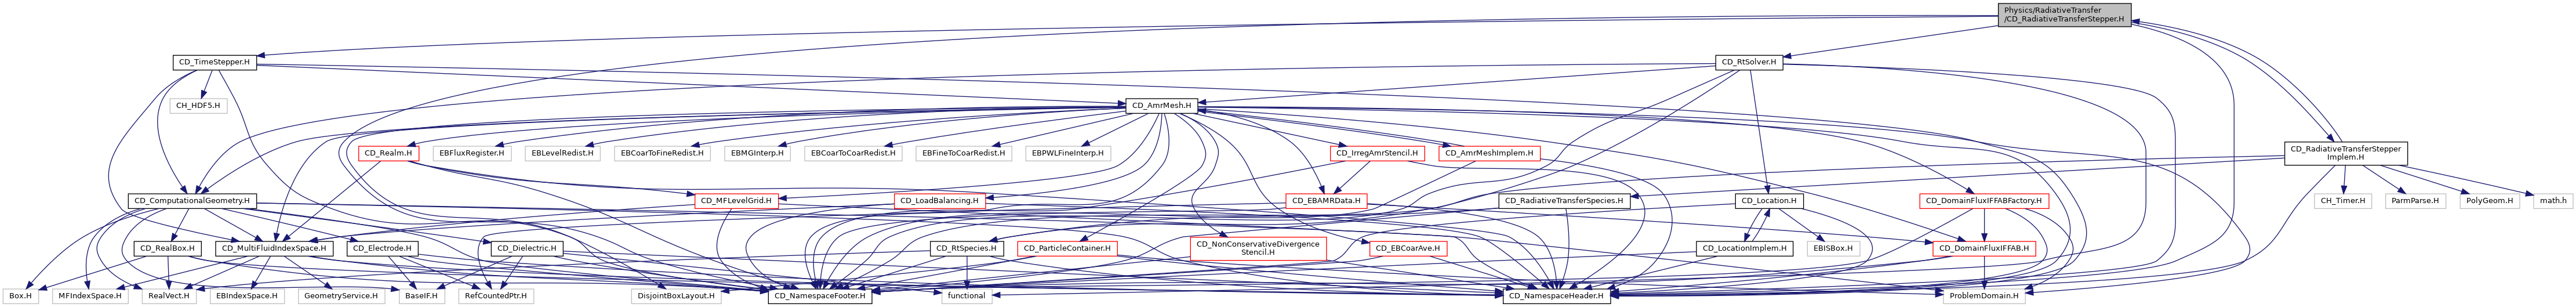 Physics/RadiativeTransfer
/CD_RadiativeTransferStepper.H
CD_TimeStepper.H
CD_RtSolver.H
CH_HDF5.H
CD_AmrMesh.H
CD_Realm.H
EBFluxRegister.H
EBLevelRedist.H
EBCoarToFineRedist.H
EBMGInterp.H
EBCoarToCoarRedist.H
EBFineToCoarRedist.H
EBPWLFineInterp.H
CD_IrregAmrStencil.H
CD_AmrMeshImplem.H
CD_RadiativeTransferStepper
Implem.H
CD_ComputationalGeometry.H
CD_MFLevelGrid.H
CD_LoadBalancing.H
CD_EBAMRData.H
CD_RadiativeTransferSpecies.H
CD_Location.H
CD_DomainFluxIFFABFactory.H
CH_Timer.H
ParmParse.H
PolyGeom.H
math.h
CD_RealBox.H
CD_MultiFluidIndexSpace.H
CD_Electrode.H
CD_Dielectric.H
CD_RtSpecies.H
CD_ParticleContainer.H
CD_NonConservativeDivergence
Stencil.H
CD_EBCoarAve.H
CD_LocationImplem.H
EBISBox.H
CD_DomainFluxIFFAB.H
Box.H
MFIndexSpace.H
RealVect.H
EBIndexSpace.H
GeometryService.H
BaseIF.H
RefCountedPtr.H
DisjointBoxLayout.H
CD_NamespaceFooter.H
functional
CD_NamespaceHeader.H
ProblemDomain.H